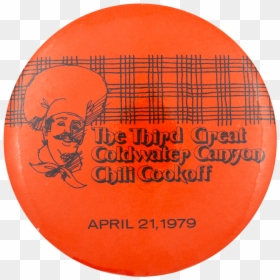 The Third Great
Coldwater Canyon
Chili Cookoff
APRIL 21, 1979